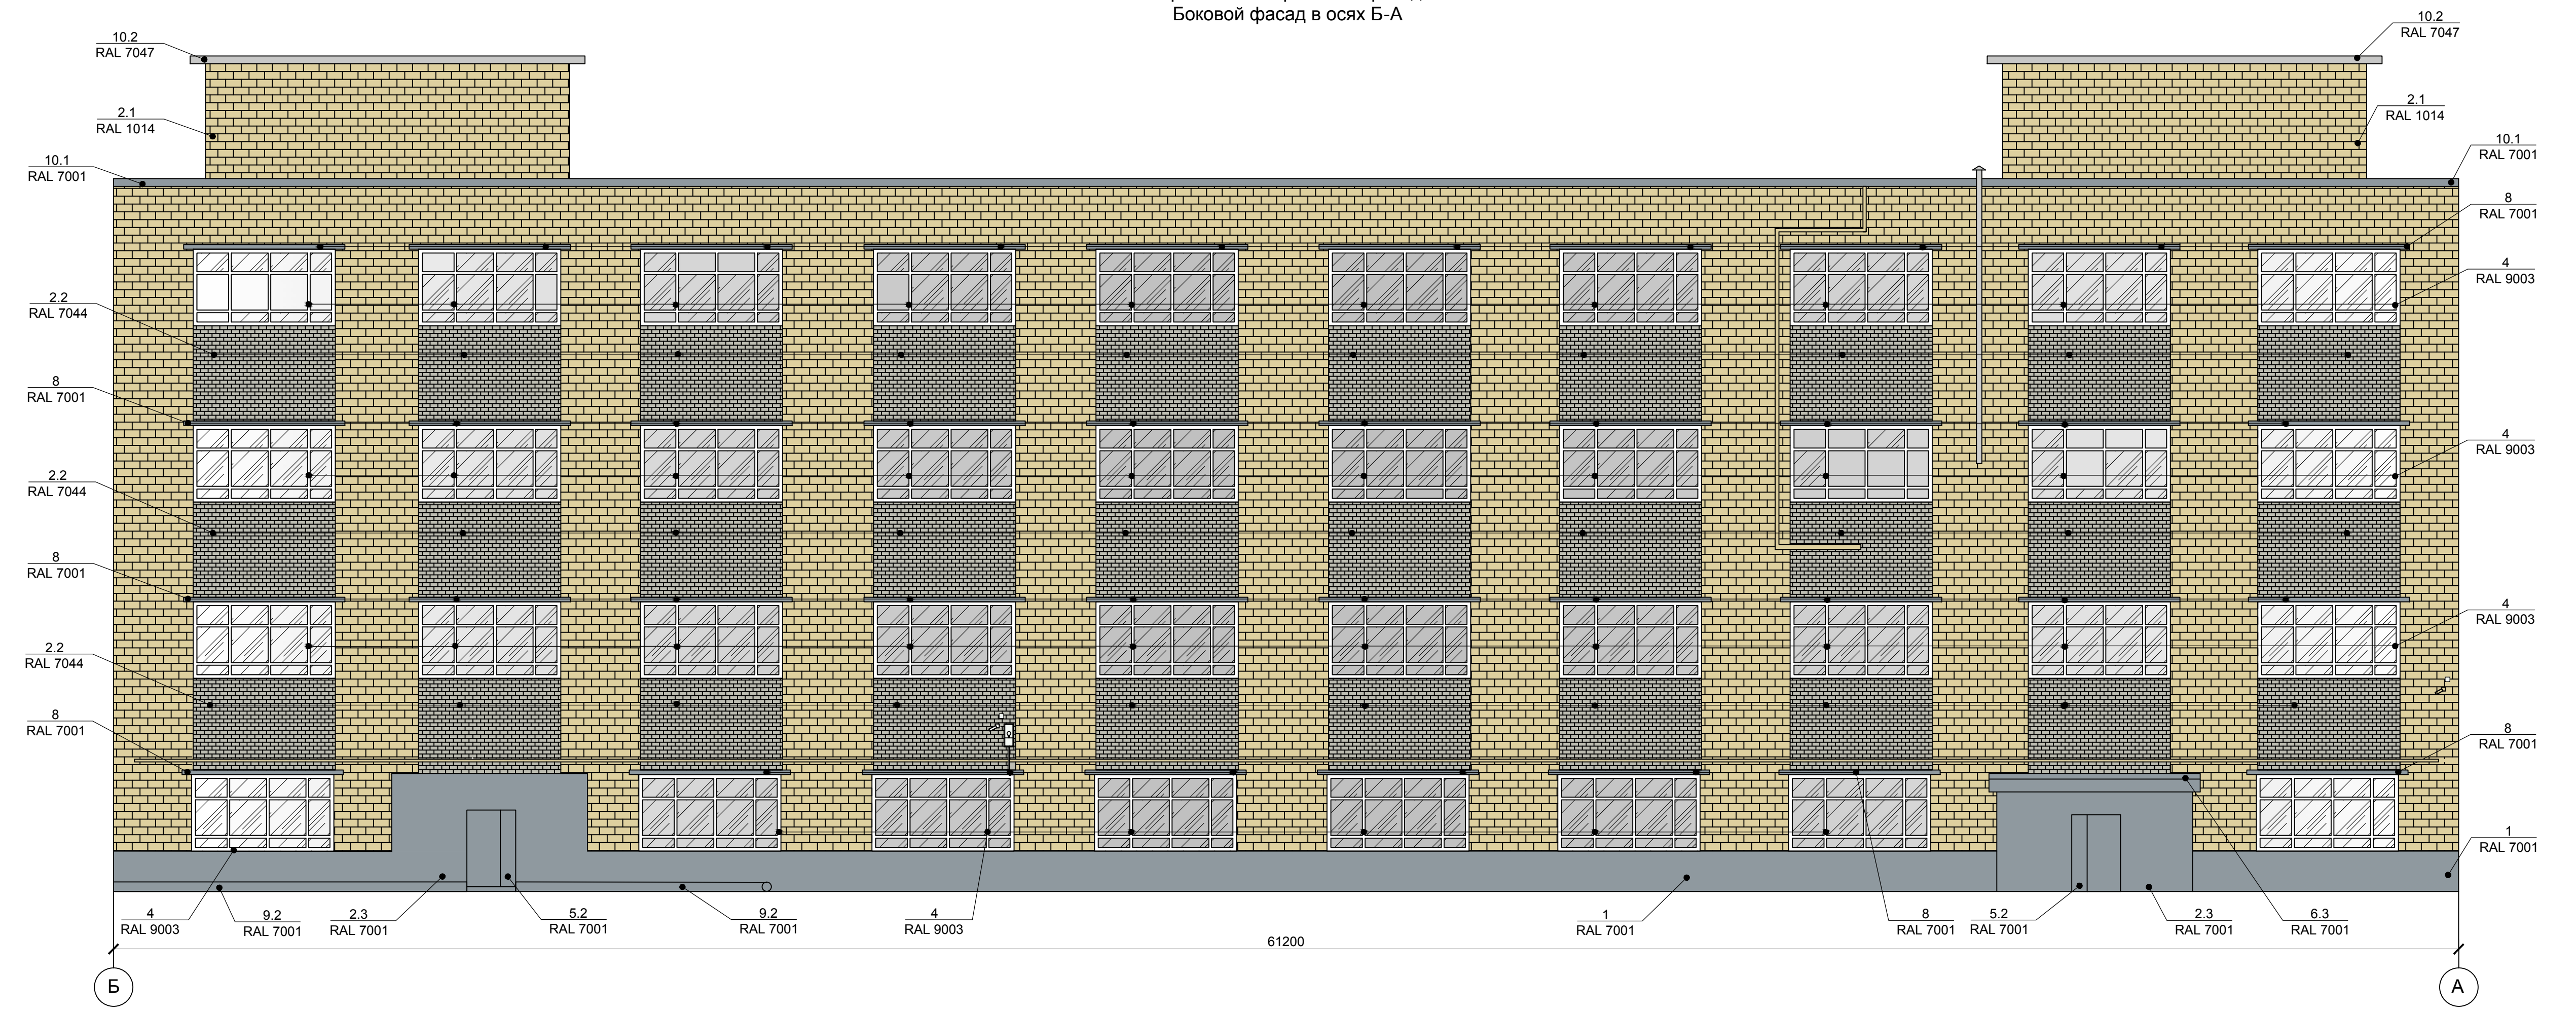 Боковой фасад в осях Б-А
10.2
RAL 7047
10.2
RAL 7047
2.1
RAL 1014
2.1
RAL 1014
10.1
RAL 7001
10.1
RAL 7001
8
RAL 7001
4
RAL 9003
2.2
RAL 7044
8
RAL 7001
4
RAL 9003
2.2
RAL 7044
8
RAL 7001
4
RAL 9003
2.2
RAL 7044
8
RAL 7001
8
RAL 7001
1
RAL 7001
4
RAL 9003
9.2
RAL 7001
2.3
RAL 7001
5.2
RAL 7001
9.2
RAL 7001
4
RAL 9003
1
RAL 7001
8
RAL 7001
5.2
RAL 7001
2.3
RAL 7001
6.3
RAL 7001
61200
Б
А